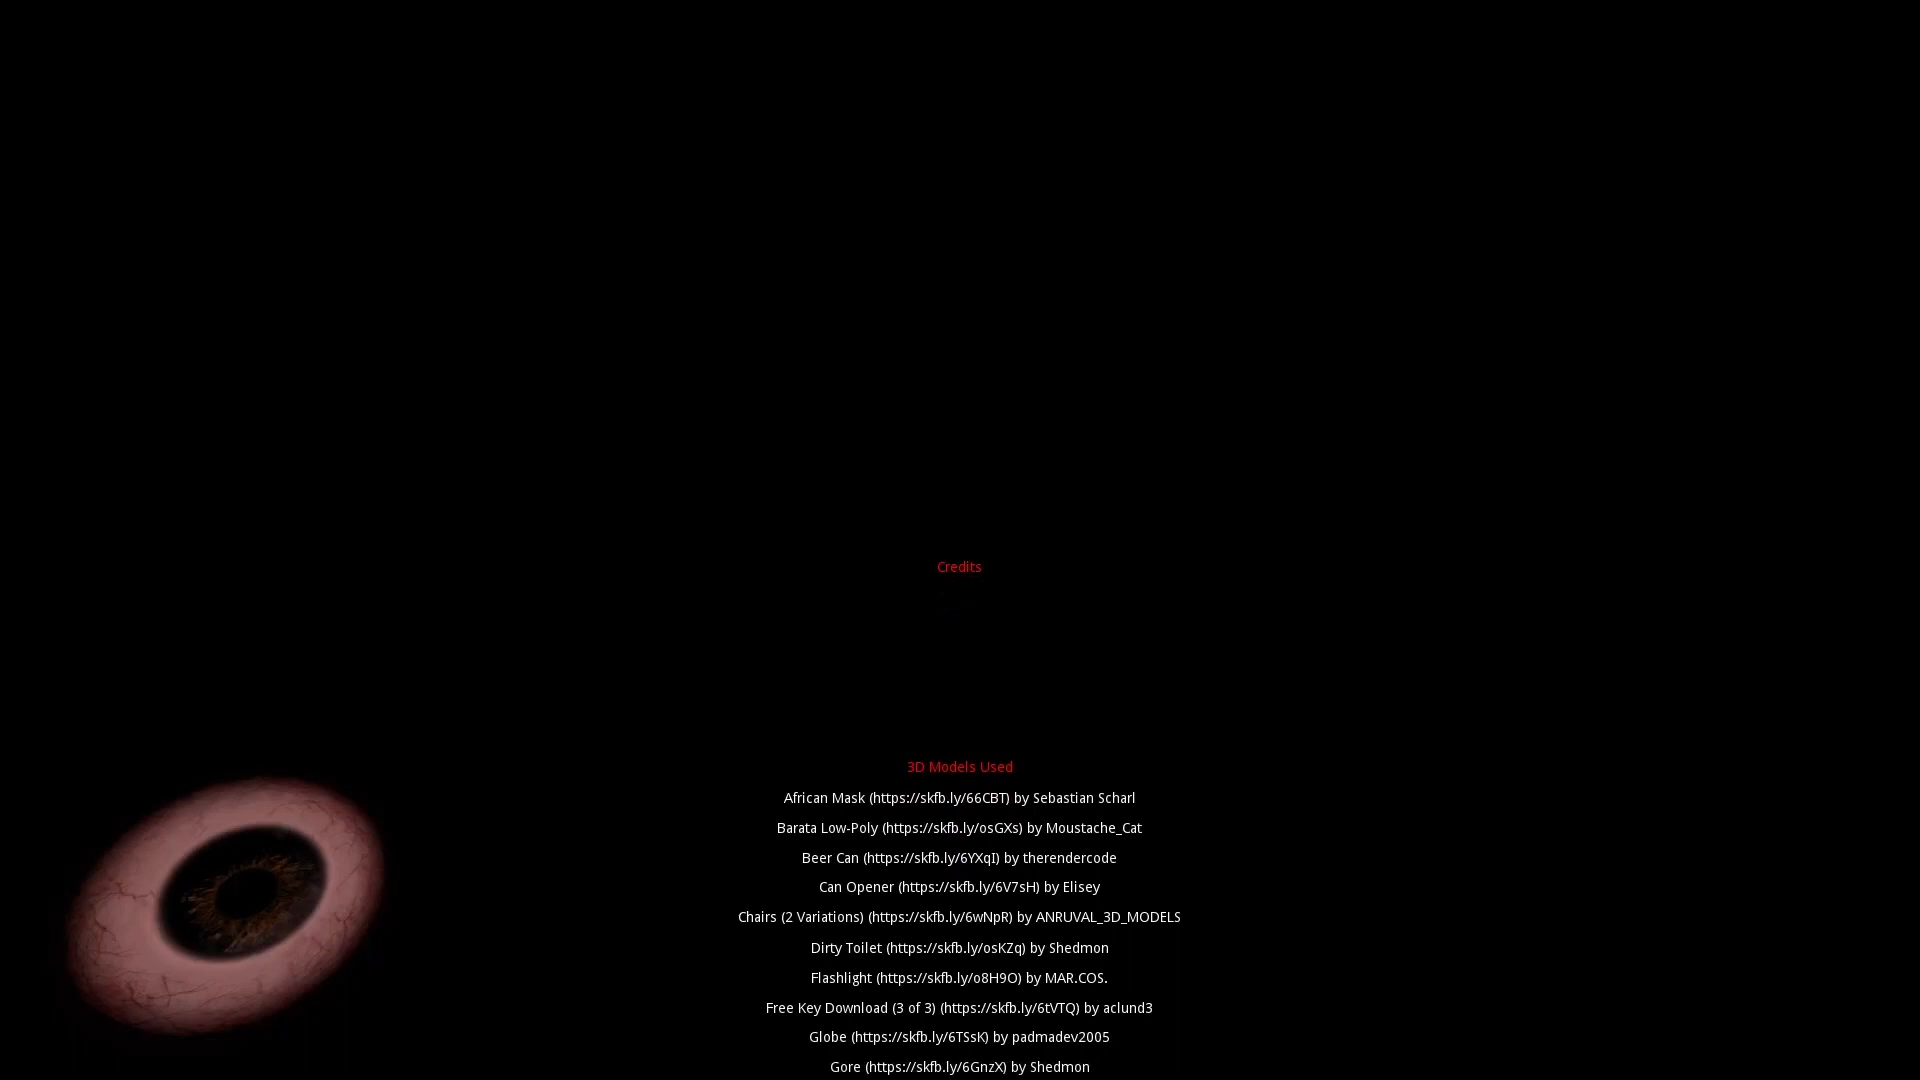 Credits
3D Models Used
African Mask (https://skfb.ly/66CBT) by Sebastian Scharl
Barata Low-Poly (https://skfb.ly/osGXs) by Moustache_Cat
Beer Can (https://skfb.ly/6YXqI) by therendercode
Can Opener (https://skfb.ly/6V7sH) by Elisey
Chairs (2 Variations) (https://skfb.ly/6wNpR) by ANRUVAL_3D_MODELS
Dirty Toilet (https://skfb.ly/osKZq) by Shedmon
Flashlight (https://skfb.ly/o8H9O) by MAR.COS.
Free Key Download (3 of 3) (https://skfb.ly/6tVTQ) by aclund3
Globe (https://skfb.ly/6TSsK) by padmadev2005
Gore (https://skfb.ly/6GnzX) by Shedmon